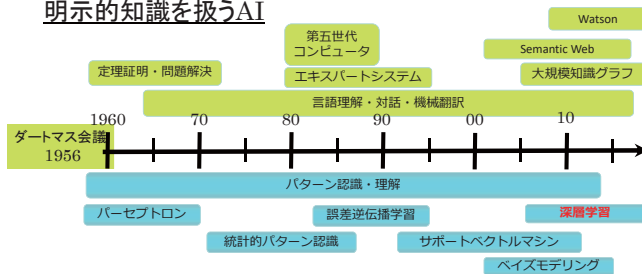 明示的知識を扱うAI
Watson
第五世代
コンピュータ
Semantic Web
定理証明・問題解決
エキスパートシステム
大規模知識グラフ
言語理解・対話・機械翻訳
ダートマス会議
1956
1960
70
80
90
00
10
パターン認識・理解
パーセプトロン
誤差逆伝播学習
深層学習
統計的パターン認識
サポートベクトルマシン
ベイズモデリング